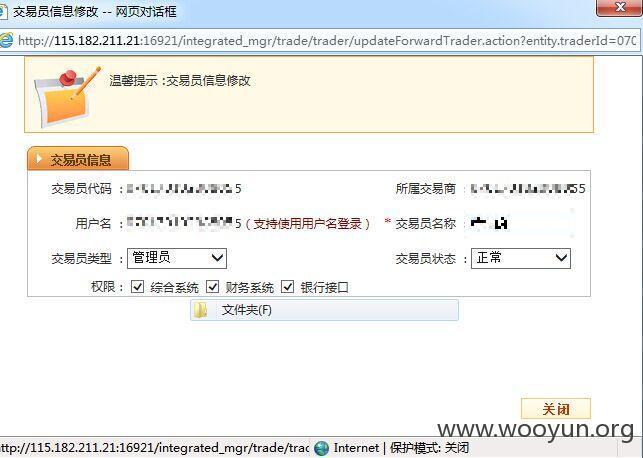 交易员信息修改 -- 网页对话框
http://115.182.211.21:16921/integrated_mgr/trade/trader/updateForwardTrader.action?entity.traderId=070
温馨提示 :交易员信息修改
交易员信息
交易员代码 : 5 所属交易商 : 55
用户名 : 5 (支持使用用户名登录) * 交易员名称 :
交易员类型 : 管理员 交易员状态 : 正常
权限 : 综合系统 财务系统 银行接口
文件夹(F)
关闭
www.wooyun.org
http://115.182.211.21:16921/integrated_mgr/trade/trad Internet | 保护模式: 关闭